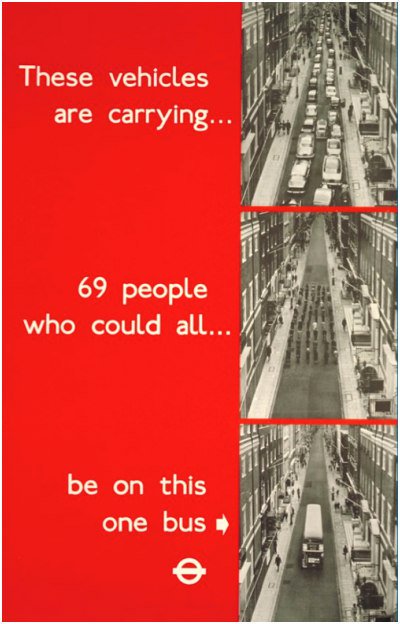 These vehicles
are carrying...
69 people
who could all...
be on this
one bus